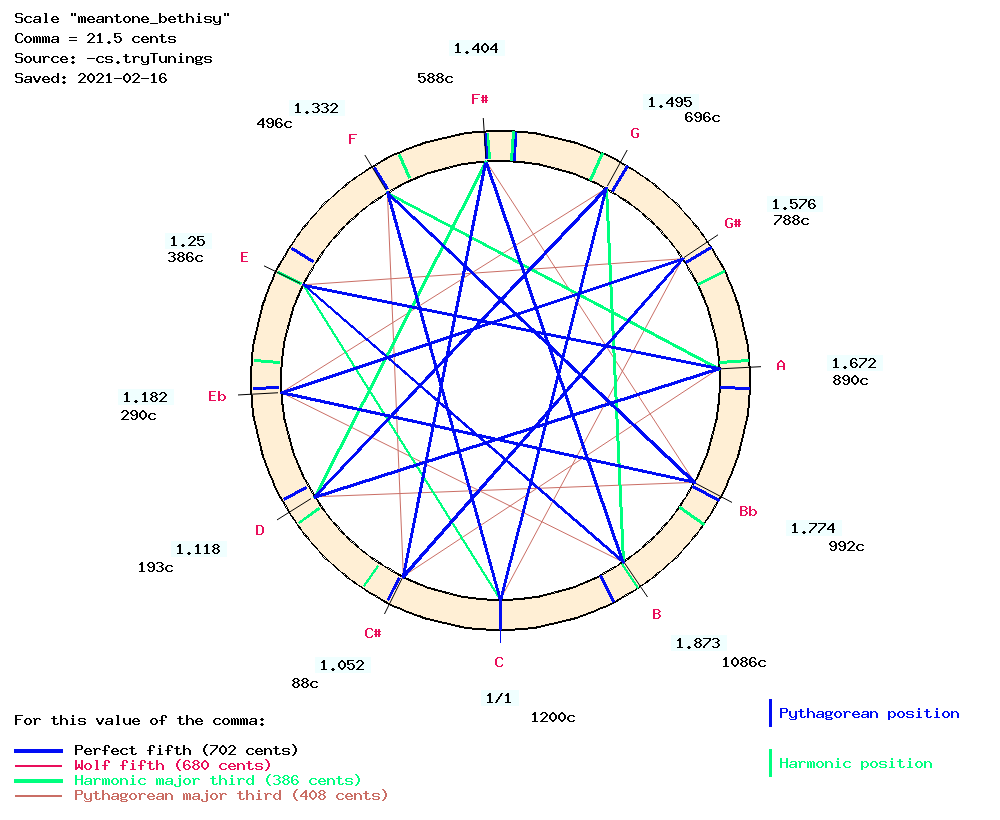 Scale "meantone_bethisy"
Comma = 21.5 cents
Source: -cs.tryTunings
Saved: 2021-02-16
1.404
588c
F#
1.332
496c
F
1.495
696c
G
1.576
788c
G#
1.25
386c
E
1.672
890c
A
1.182
290c
Eb
Bb
1.774
992c
1.118
193c
D
B
1.873
1086c
C#
1.052
88c
C
1/1
1200c
For this value of the comma:
Perfect fifth (702 cents)
Wolf fifth (680 cents)
Harmonic major third (386 cents)
Pythagorean major third (408 cents)
Pythagorean position
Harmonic position